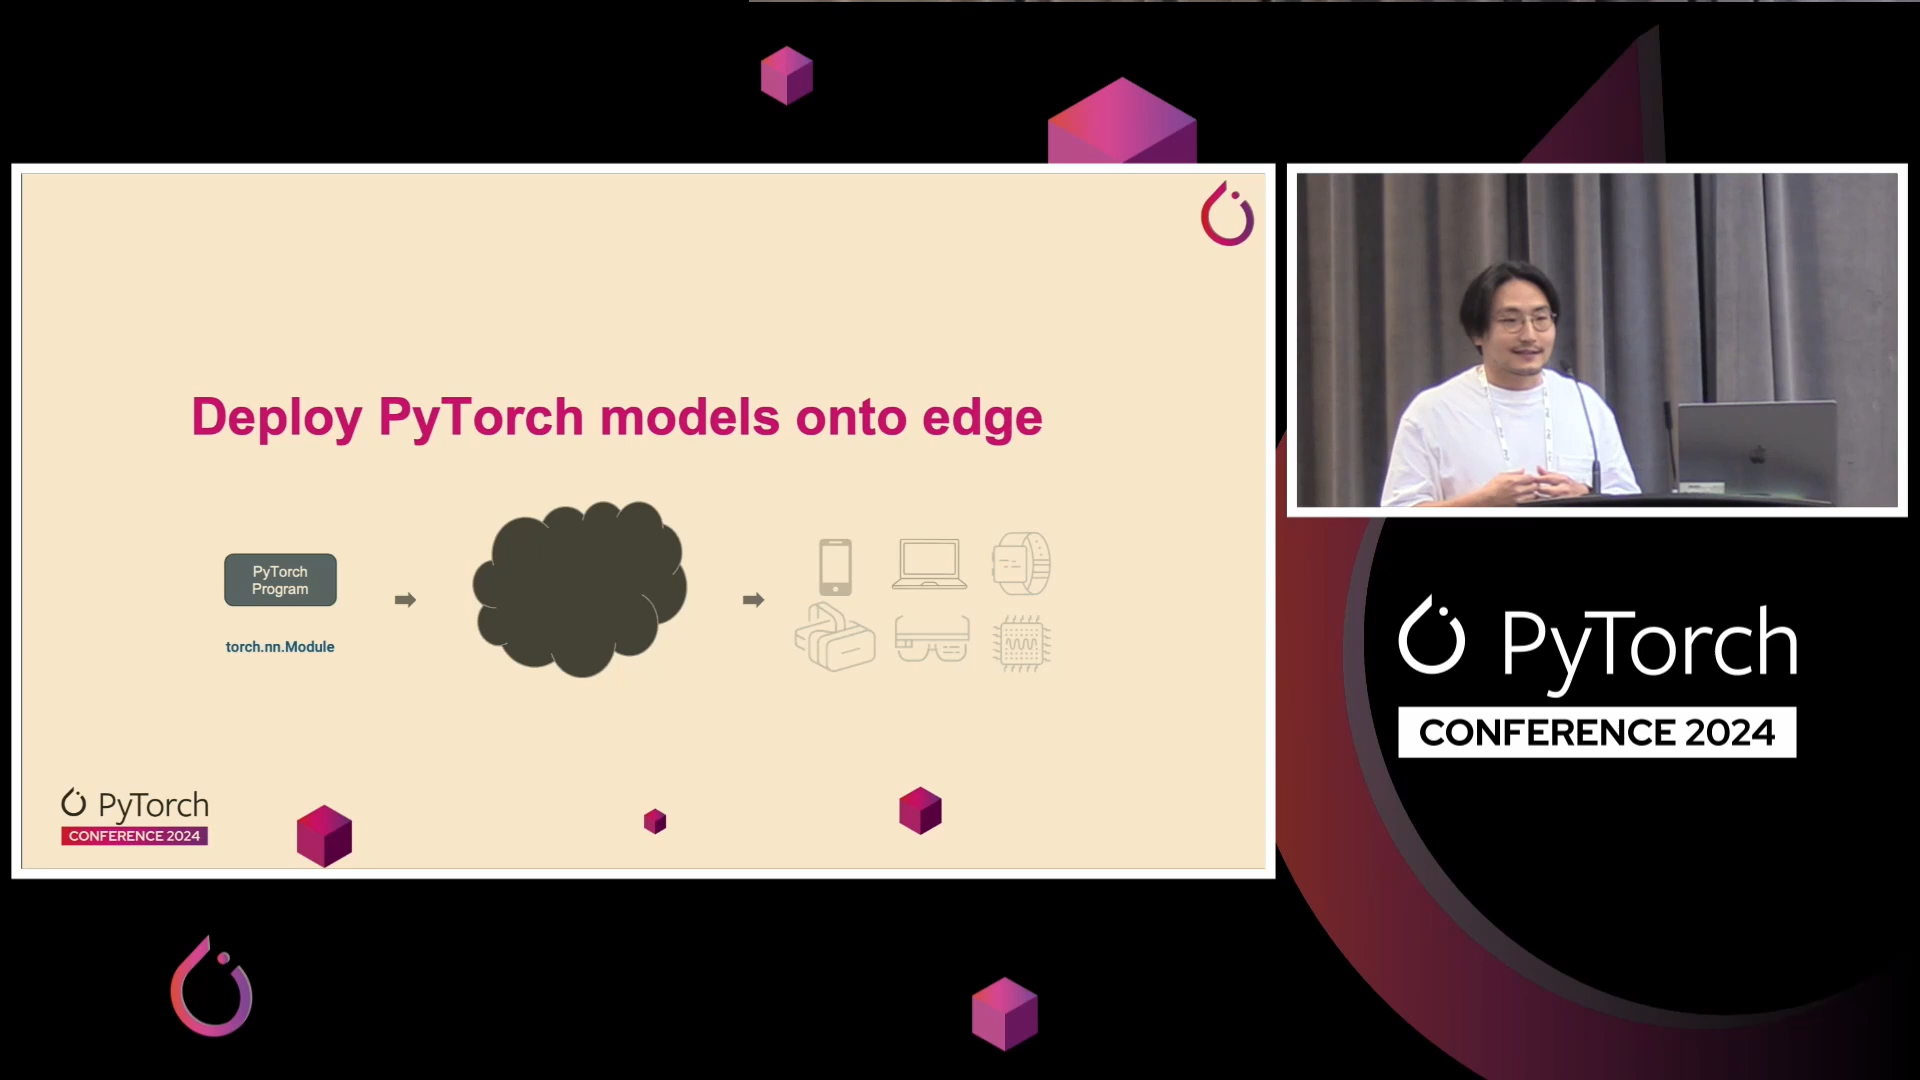 Deploy PyTorch models onto edge
PyTorch
Program
torch.nn.Module
PyTorch
CONFERENCE 2024
PyTorch
CONFERENCE 2024